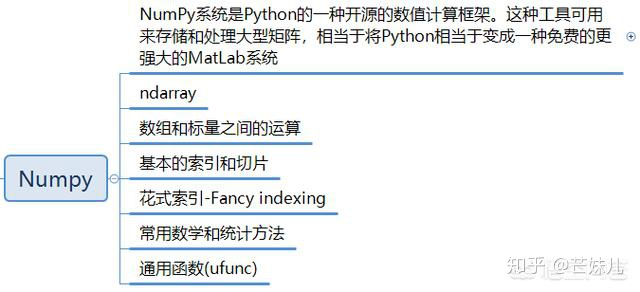 NumPy系统是Python的一种开源的数值计算框架。这种工具可用
来存储和处理大型矩阵，相当于将Python相当于变成一种免费的更
强大的MatLab系统
ndarray
数组和标量之间的运算
基本的索引和切片
Numpy
花式索引-Fancy indexing
常用数学和统计方法
通用函数(ufunc)
知乎 @芒妹儿